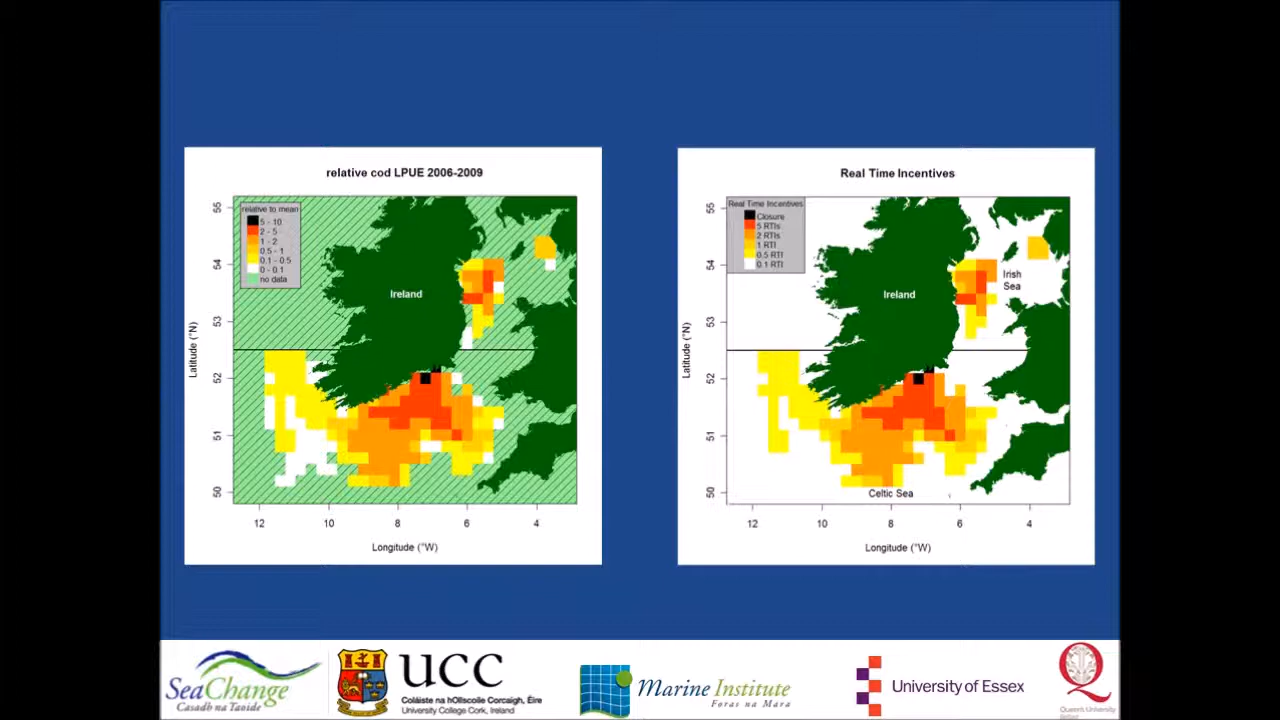 relative cod LPUE 2006-2009
relative to mean
5 - 10
2 - 5
1 - 2
0.5 - 1
0.1 - 0.5
0 - 0.1
no data
Ireland
Latitude (°N)
55
54
53
52
51
50
12
10
8
6
4
Longitude (°W)
Real Time Incentives
Real Time Incentives
Closure
5 RTIs
2 RTIs
1 RTI
0.5 RTI
0.1 RTI
Ireland
Irish
Sea
Celtic Sea
Latitude (°N)
55
54
53
52
51
50
12
10
8
6
4
Longitude (°W)
SeaChange
Casadh na Taoide
UCC
Coláiste na hOllscoile Corcaigh, Éire
University College Cork, Ireland
Marine Institute
Foras na Mara
University of Essex
Queen's University
Belfast